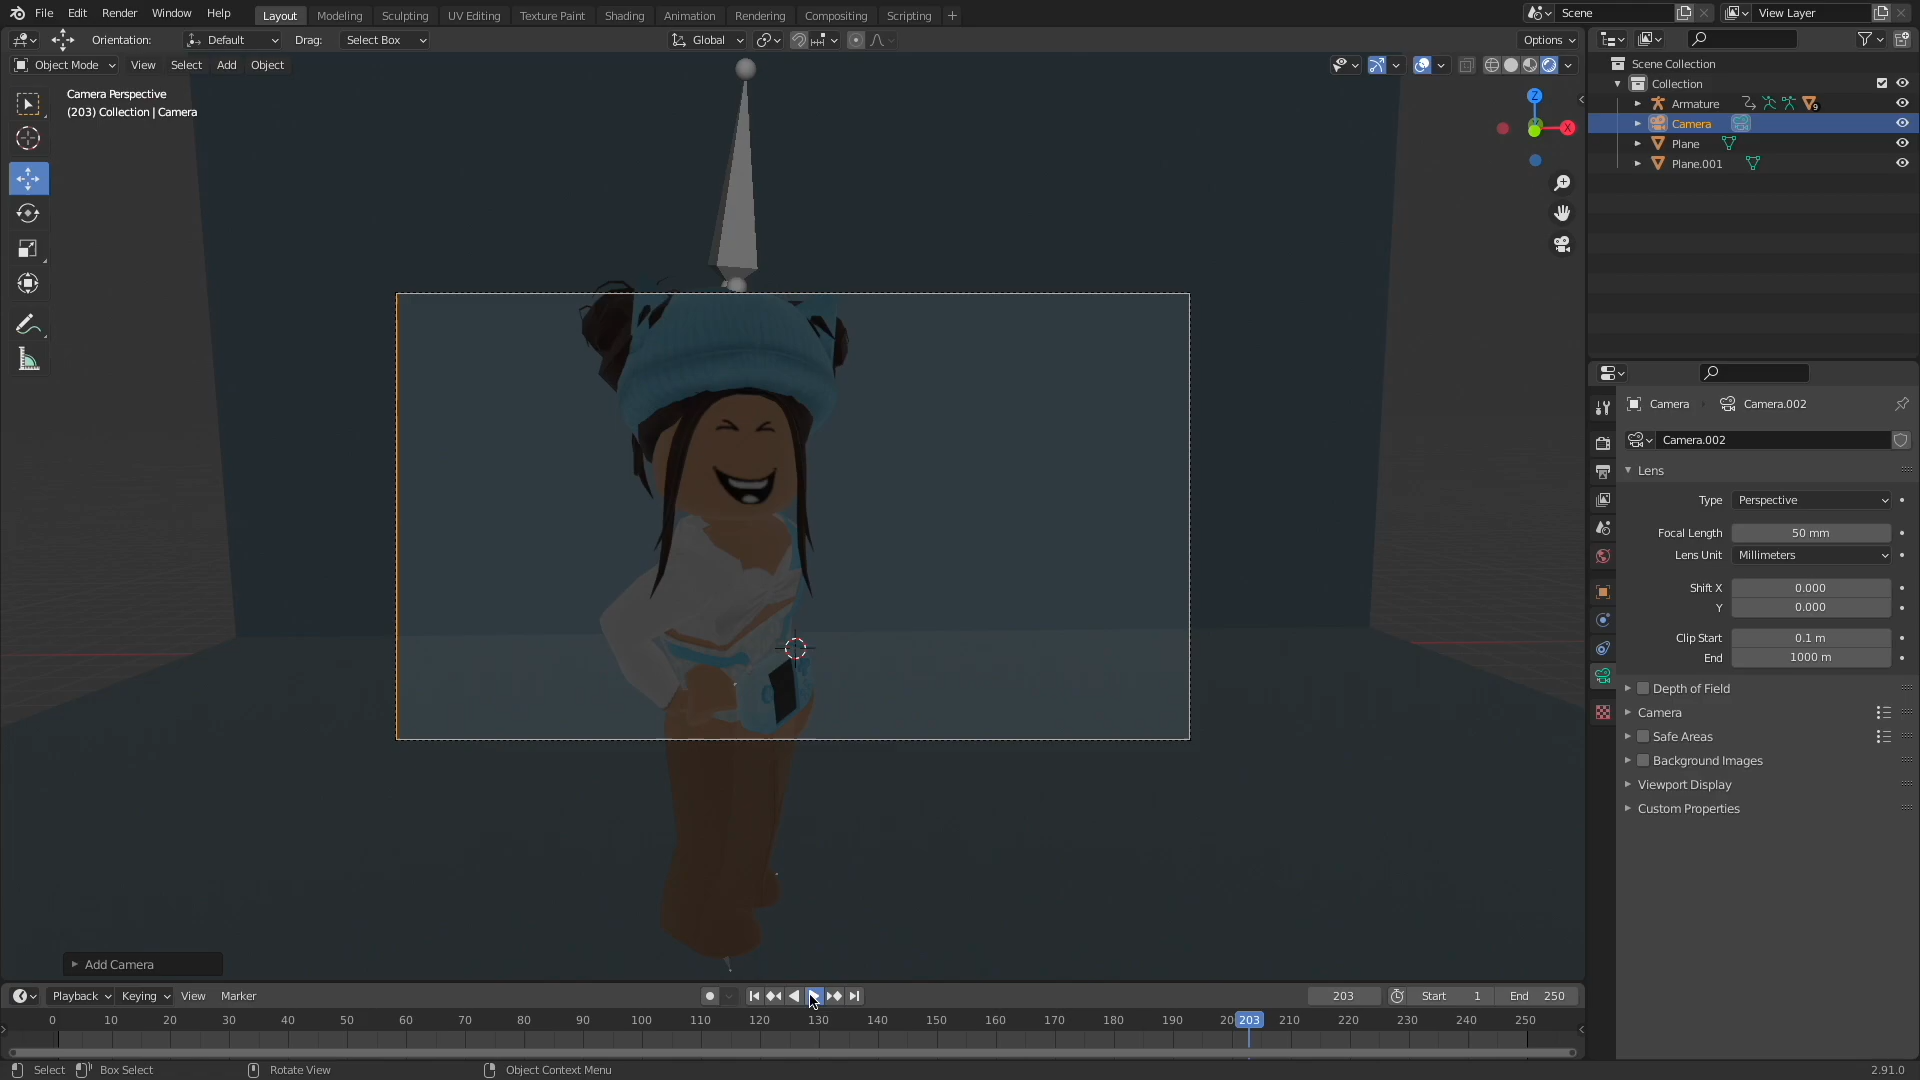 File Edit Render Window Help Layout Modeling Sculpting UV Editing Texture Paint Shading Animation Rendering Compositing Scripting + Scene View Layer
Orientation: Default Drag: Select Box Global Options
Object Mode View Select Add Object
Camera Perspective
(203) Collection | Camera
Z
X
Scene Collection
Collection
Armature 9
Camera
Plane
Plane.001
Camera Camera.002
Camera.002
Lens
Type Perspective
Focal Length 50 mm
Lens Unit Millimeters
Shift X 0.000
Y 0.000
Clip Start 0.1 m
End 1000 m
Depth of Field
Camera
Safe Areas
Background Images
Viewport Display
Custom Properties
Add Camera
Playback Keying View Marker 203 Start 1 End 250
0 10 20 30 40 50 60 70 80 90 100 110 120 130 140 150 160 170 180 190 20 203 210 220 230 240 250
Select Box Select Rotate View Object Context Menu 2.91.0